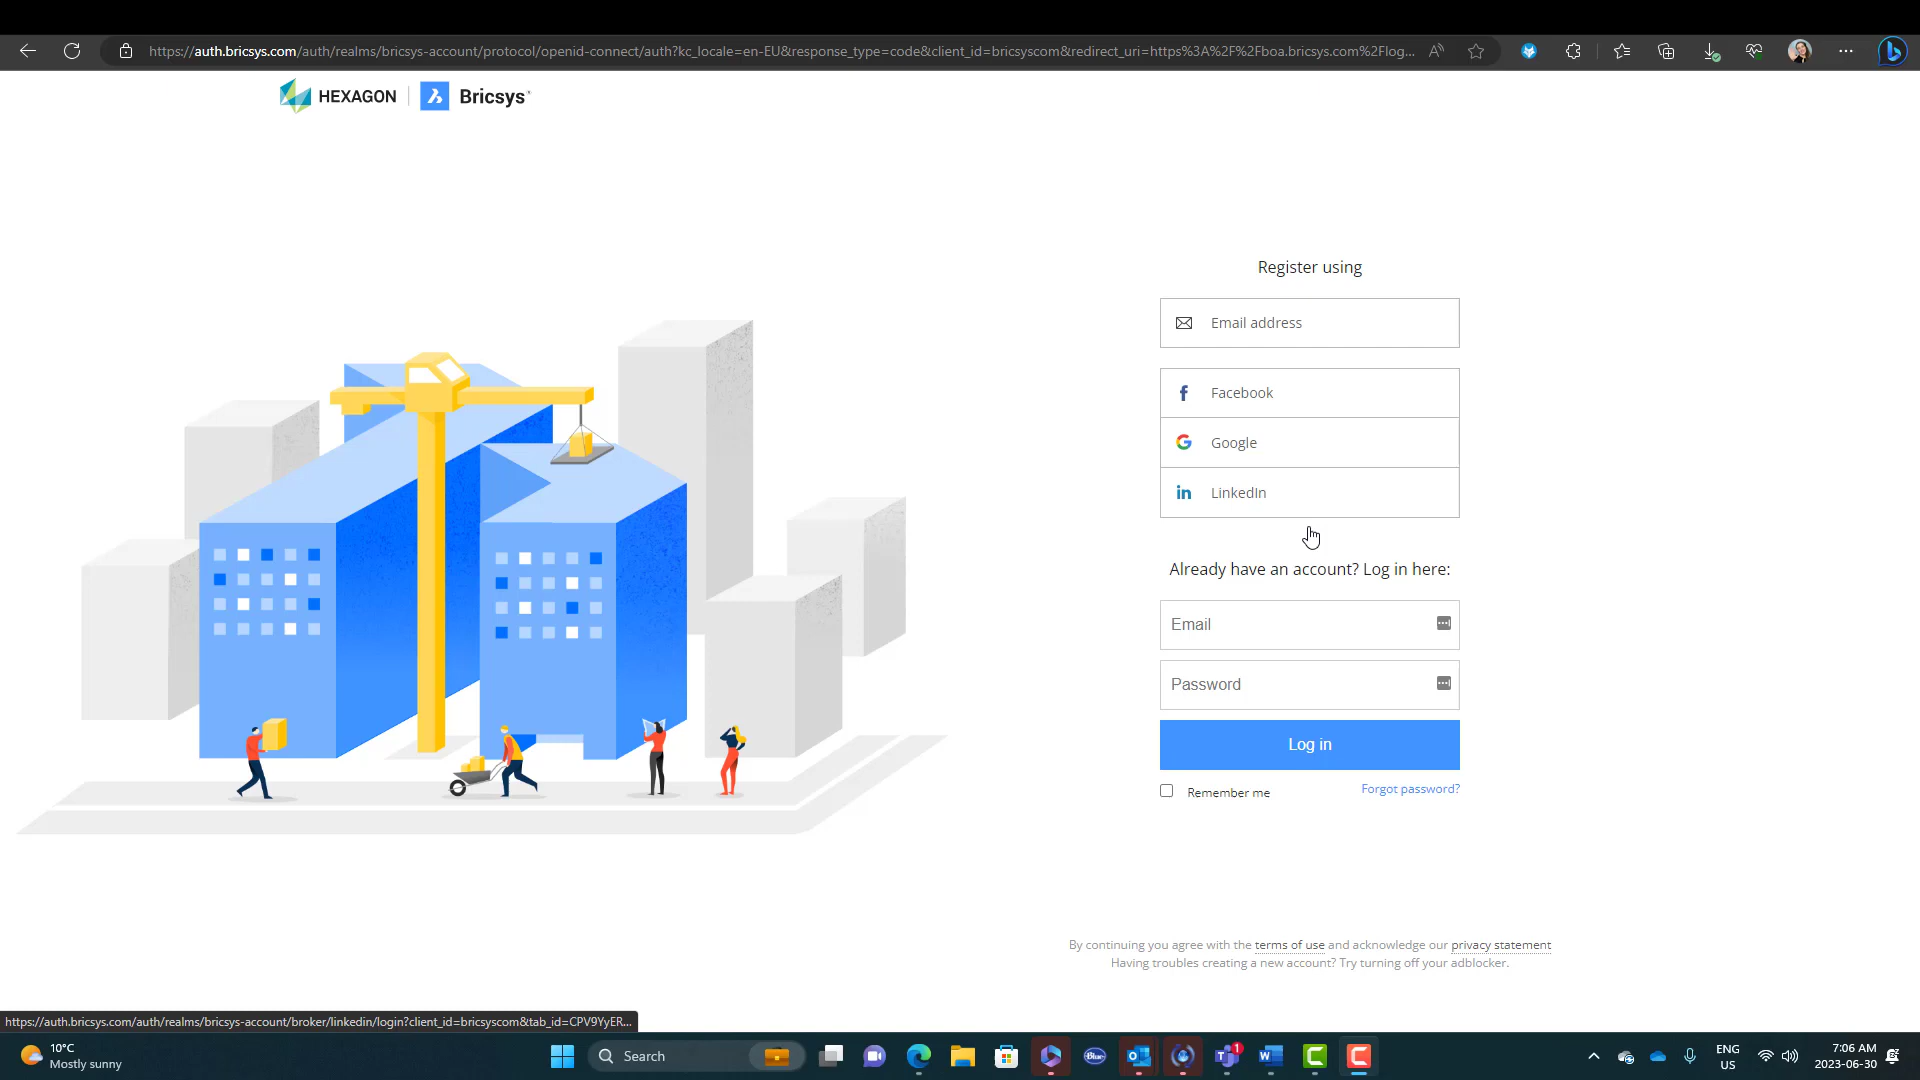 https://auth.bricsys.com/auth/realms/bricsys-account/protocol/openid-connect/auth?kc_locale=en-EU&response_type=code&client_id=bricsyscom&redirect_uri=https%3A%2F%2Fboa.bricsys.com%2Flog...
HEXAGON
Bricsys
Register using
Email address
Facebook
Google
LinkedIn
Already have an account? Log in here:
Email
Password
Log in
Remember me
Forgot password?
By continuing you agree with the terms of use and acknowledge our privacy statement
Having troubles creating a new account? Try turning off your adblocker.
https://auth.bricsys.com/auth/realms/bricsys-account/broker/linkedin/login?client_id=bricsyscom&tab_id=CPV9YyER...
10°C
Mostly sunny
Search
Blue
1
ENG
US
7:06 AM
2023-06-30